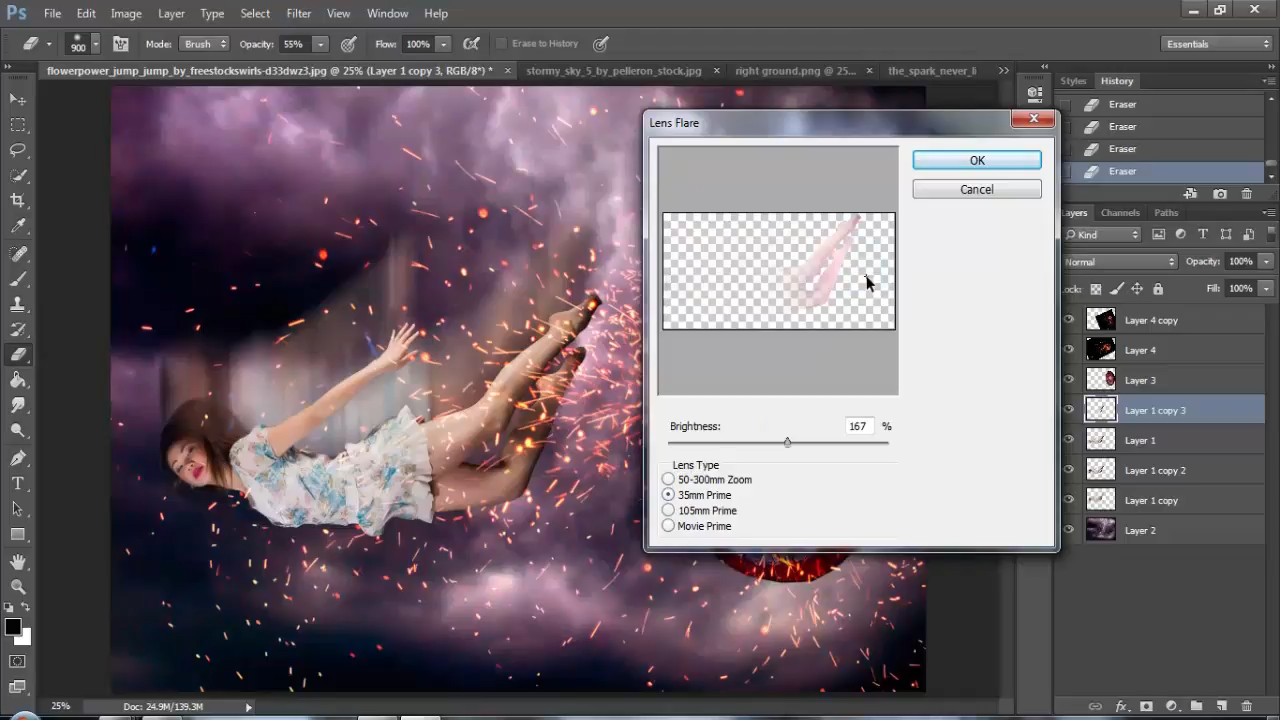 Ps File Edit Image Layer Type Select Filter View Window Help
900 Mode: Brush Opacity: 55% Flow: 100% Erase to History Essentials
flowerpower_jump_jump_by_freestockswirls-d33dwz3.jpg @ 25% (Layer 1 copy 3, RGB/8*) * × stormy_sky_5_by_pelleron_stock.jpg × right ground.png @ 25... × the_spark_never_li
Styles History
Eraser
Eraser
Eraser
Eraser
Layers Channels Paths
Kind
Normal Opacity: 100%
Lock: Fill: 100%
Layer 4 copy
Layer 4
Layer 3
Layer 1 copy 3
Layer 1
Layer 1 copy 2
Layer 1 copy
Layer 2
Lens Flare
OK
Cancel
Brightness: 167 %
Lens Type
50-300mm Zoom
35mm Prime
105mm Prime
Movie Prime
25% Doc: 24.9M/139.3M